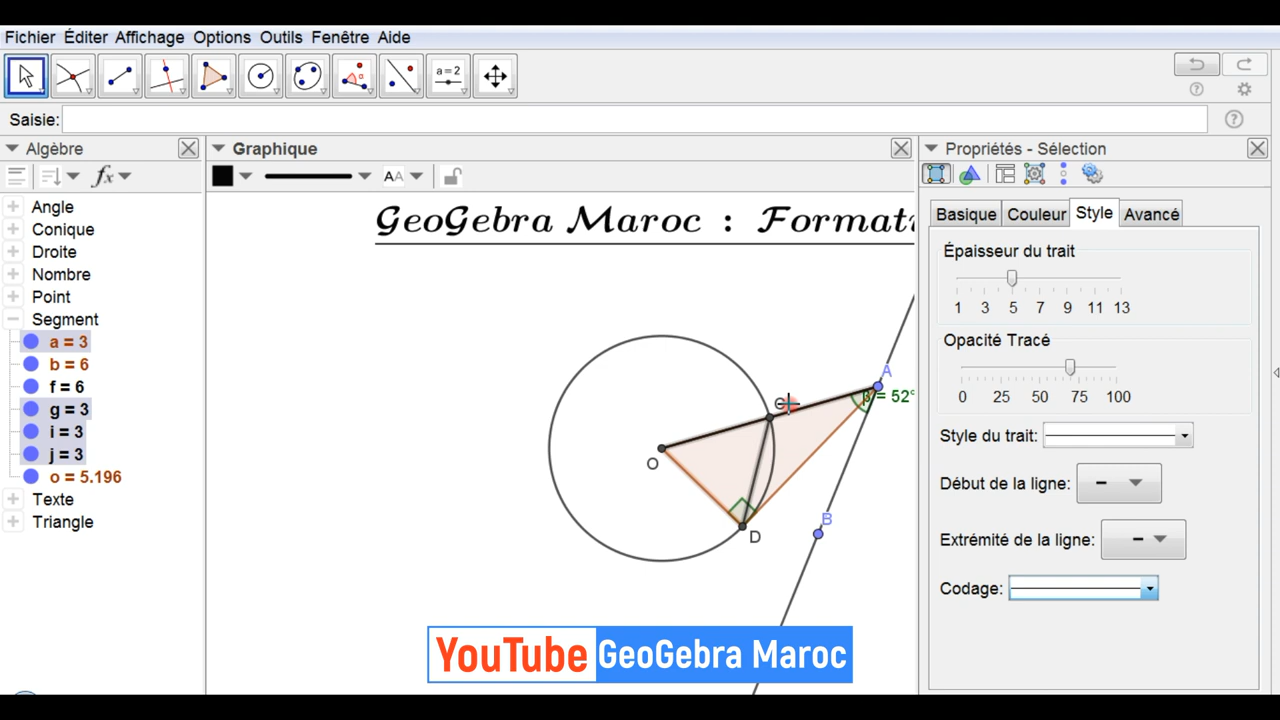 Fichier Éditer Affichage Options Outils Fenêtre Aide
a=2
Saisie:
Algèbre
Graphique
Propriétés - Sélection
fx
AA
Angle
Conique
Droite
Nombre
Point
Segment
a = 3
b = 6
f = 6
g = 3
i = 3
j = 3
o = 5.196
Texte
Triangle
GeoGebra Maroc : Formati
A
= 52°
O
D
B
Basique Couleur Style Avancé
Épaisseur du trait
1 3 5 7 9 11 13
Opacité Tracé
0 25 50 75 100
Style du trait:
Début de la ligne:
Extrémité de la ligne:
Codage:
YouTube GeoGebra Maroc